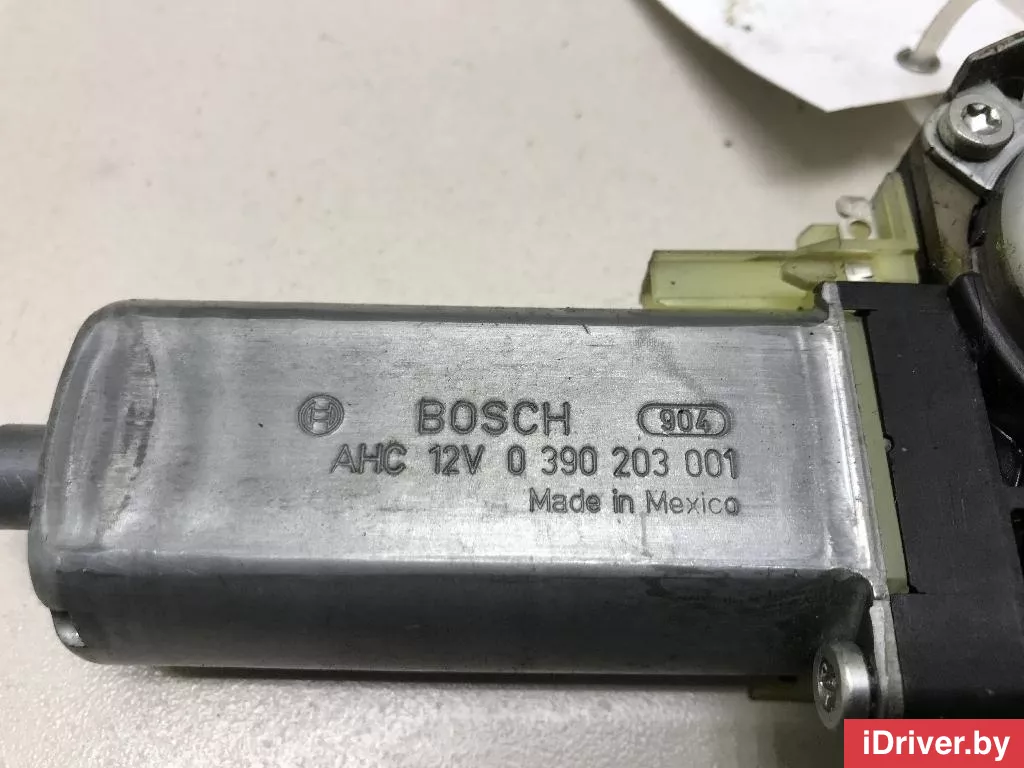 BOSCH 904
AHC 12V 0 390 203 001
Made in Mexico
iDriver.by